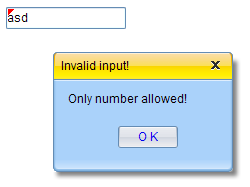 asd
Invalid input! x
Only number allowed!
O K